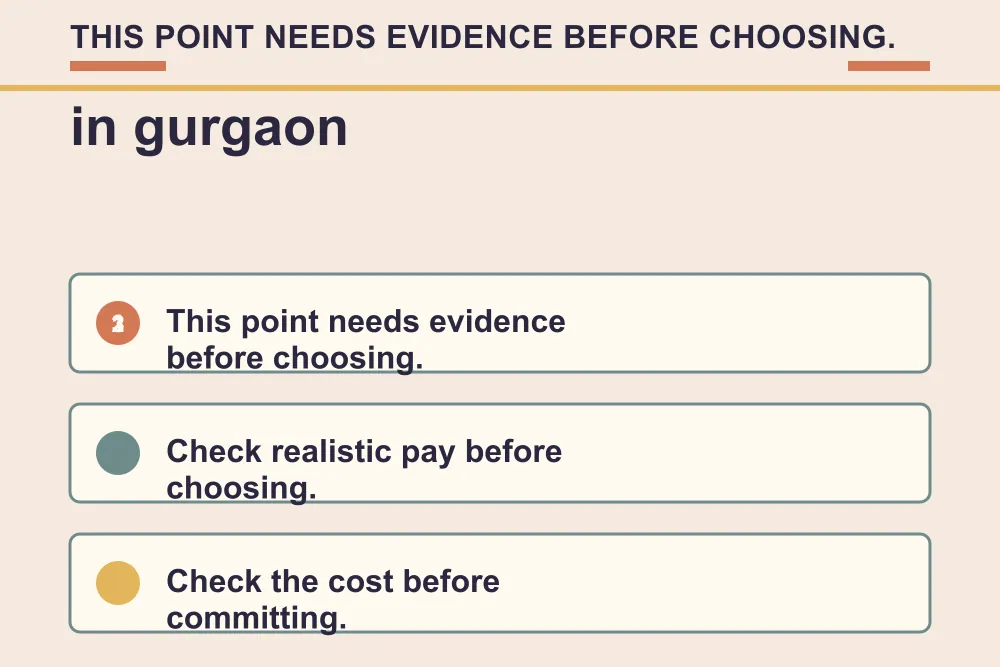 THIS POINT NEEDS EVIDENCE BEFORE CHOOSING.
in gurgaon
This point needs evidence
before choosing.
Check realistic pay before
choosing.
Check the cost before
committing.